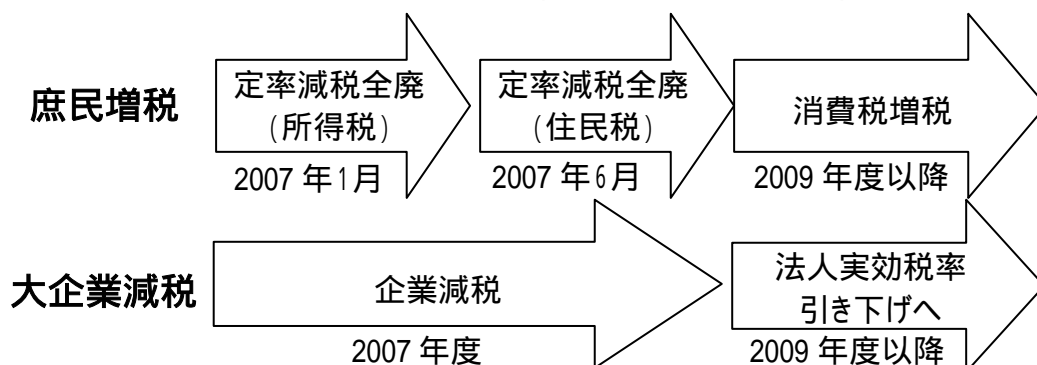 庶民増税
定率減税全廃
(所得税)
2007 年1月
定率減税全廃
(住民税)
2007 年6月
消費税増税
2009 年度以降
大企業減税
企業減税
2007 年度
法人実効税率
引き下げへ
2009 年度以降